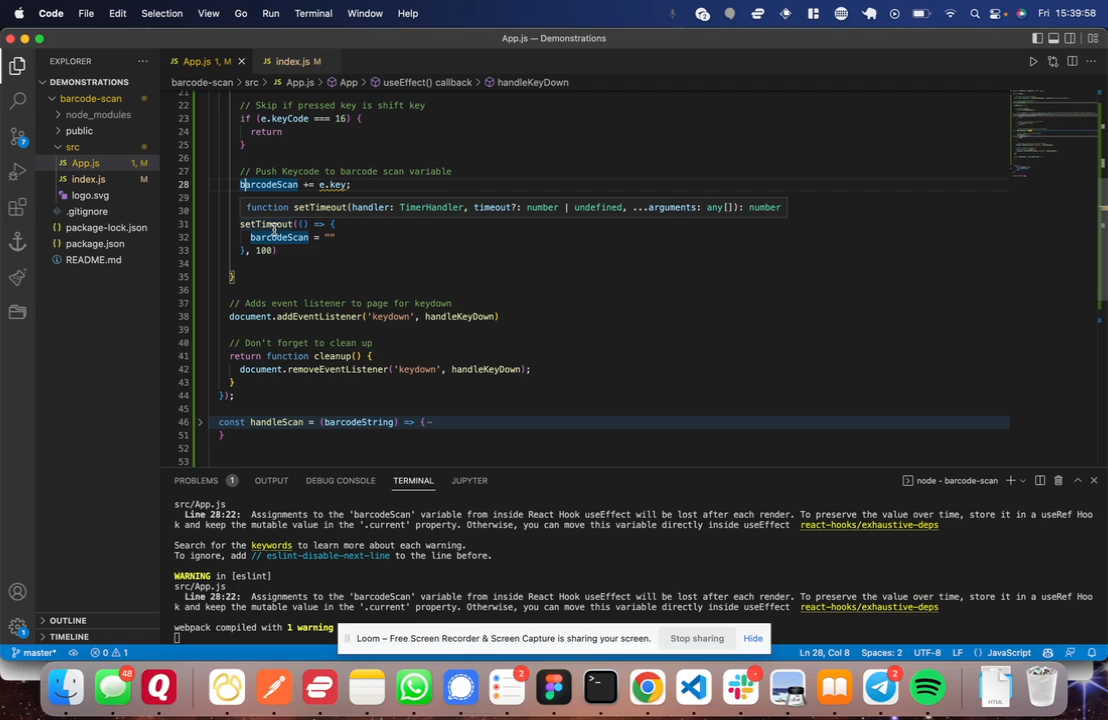 Code File Edit Selection View Go Run Terminal Window Help Fri 15:39:58
App.js — Demonstrations
EXPLORER
App.js 1, M
index.js M
barcode-scan > src > App.js > App > useEffect() callback > handleKeyDown
DEMONSTRATIONS
barcode-scan
node_modules
public
src
App.js 1, M
index.js M
logo.svg
.gitignore
package-lock.json
package.json
README.md
OUTLINE
TIMELINE
21
22 // Skip if pressed key is shift key
23 if (e.keyCode === 16) {
24 return
25 }
26
27 // Push Keycode to barcode scan variable
28 barcodeScan += e.key;
29
function setTimeout(handler: TimerHandler, timeout?: number | undefined, ...arguments: any[]): number
30
31 setTimeout(() => {
32 barcodeScan = ""
33 }, 100)
34
35 }
36
37 // Adds event listener to page for keydown
38 document.addEventListener('keydown', handleKeyDown)
39
40 // Don't forget to clean up
41 return function cleanup() {
42 document.removeEventListener('keydown', handleKeyDown);
43 }
44 });
45
46 const handleScan = (barcodeString) => {
51 }
52
53
PROBLEMS 1 OUTPUT DEBUG CONSOLE TERMINAL JUPYTER node - barcode-scan
src/App.js
Line 28:22: Assignments to the 'barcodeScan' variable from inside React Hook useEffect will be lost after each render. To preserve the value over time, store it in a useRef Hoo
k and keep the mutable value in the '.current' property. Otherwise, you can move this variable directly inside useEffect react-hooks/exhaustive-deps
Search for the keywords to learn more about each warning.
To ignore, add // eslint-disable-next-line to the line before.
WARNING in [eslint]
src/App.js
Line 28:22: Assignments to the 'barcodeScan' variable from inside React Hook useEffect will be lost after each render. To preserve the value over time, store it in a useRef Hoo
k and keep the mutable value in the '.current' property. Otherwise, you can move this variable directly inside useEffect react-hooks/exhaustive-deps
webpack compiled with 1 warning
Loom – Free Screen Recorder & Screen Capture is sharing your screen. Stop sharing Hide
master* 0 1 Ln 28, Col 8 Spaces: 2 UTF-8 LF JavaScript
7
1
48
2
2
HTML